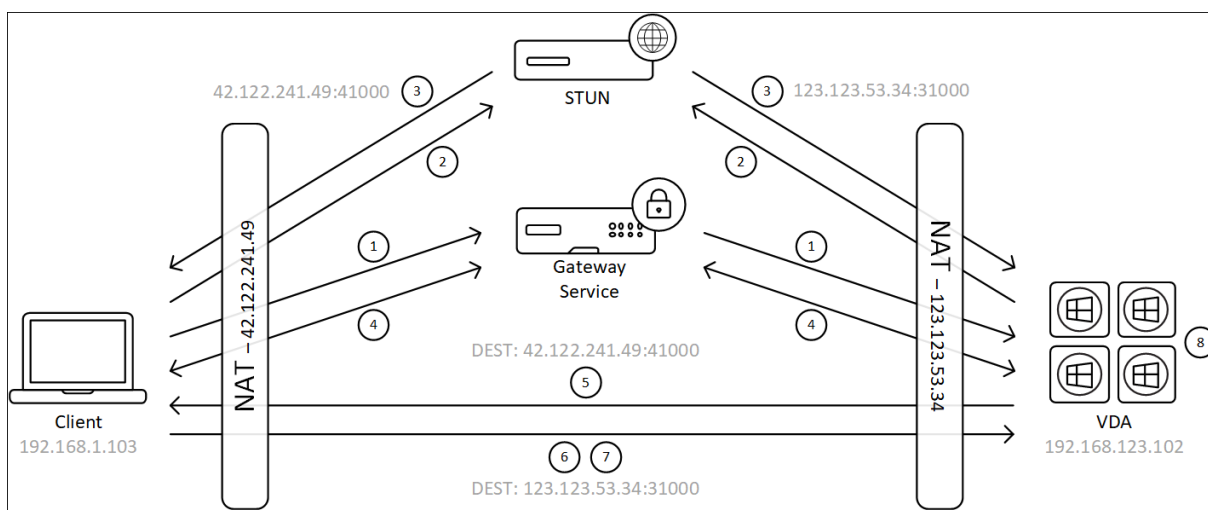 STUN
42.122.241.49:41000
3
3
123.123.53.34:31000
2
2
NAT – 42.122.241.49
NAT – 123.123.53.34
1
1
Gateway
Service
4
4
8
DEST: 42.122.241.49:41000
5
Client
192.168.1.103
VDA
192.168.123.102
6
7
DEST: 123.123.53.34:31000